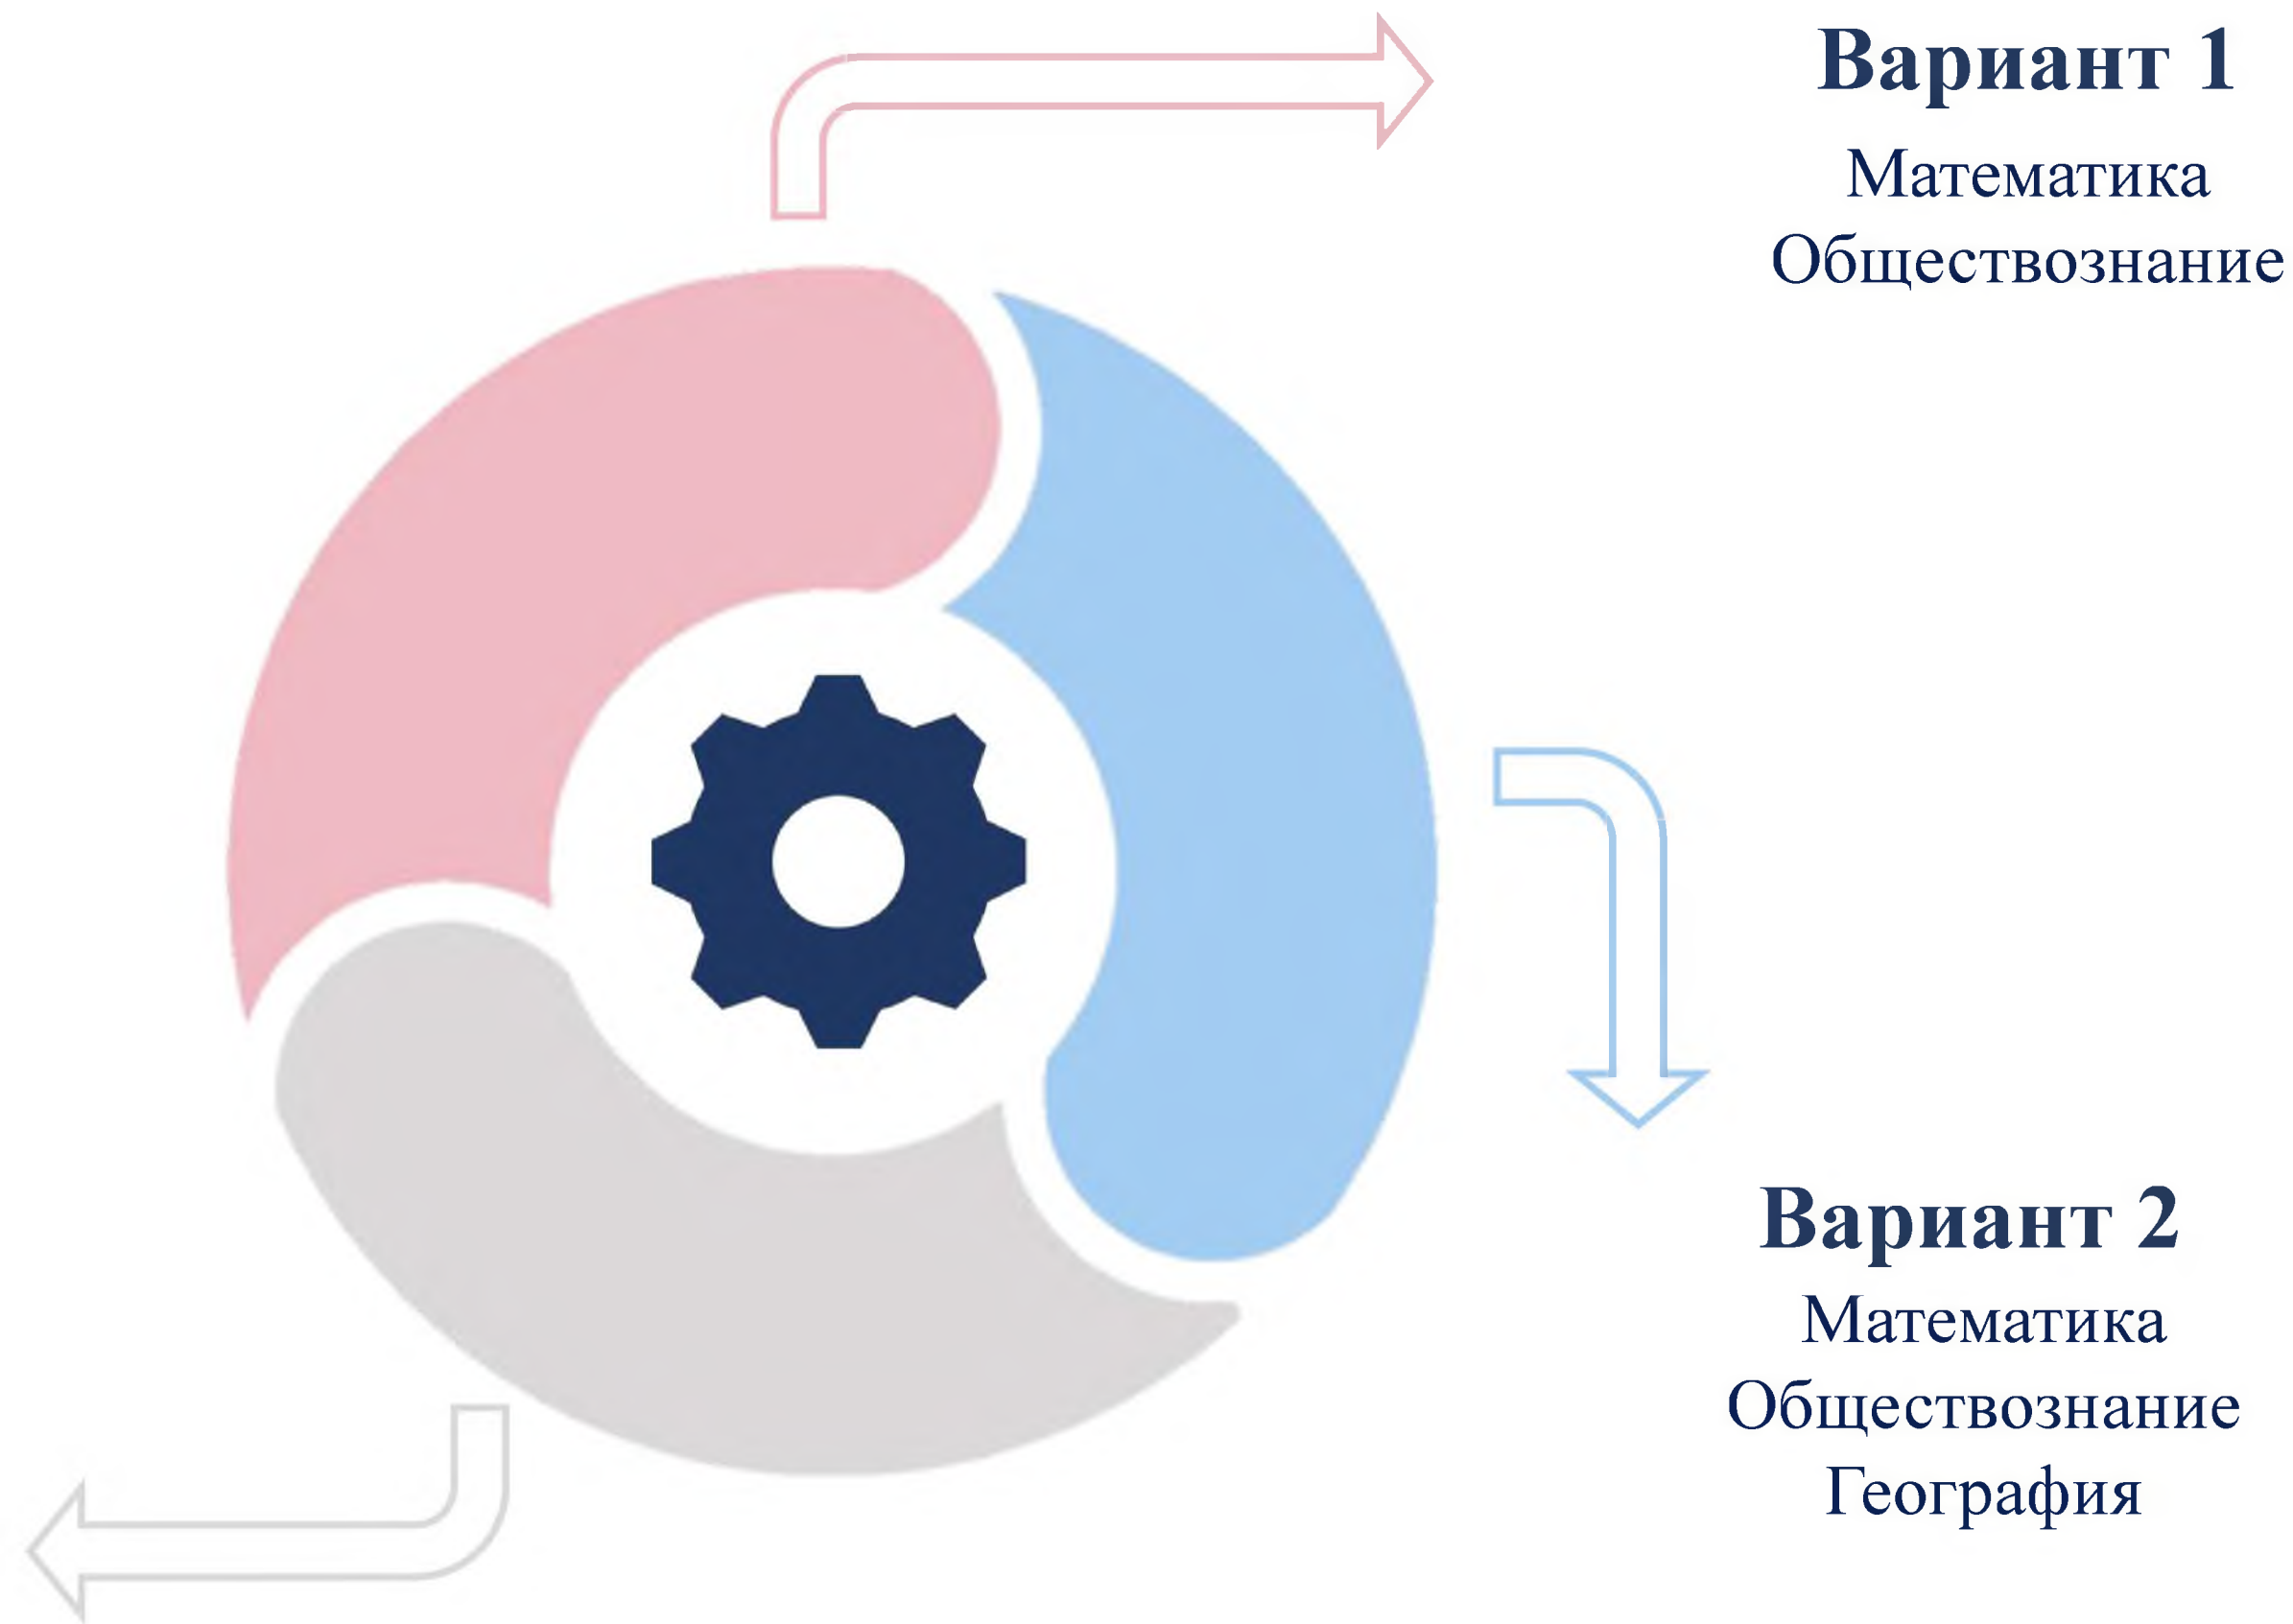 Вариант 1
Математика
Обществознание
Вариант 2
Математика
Обществознание
География